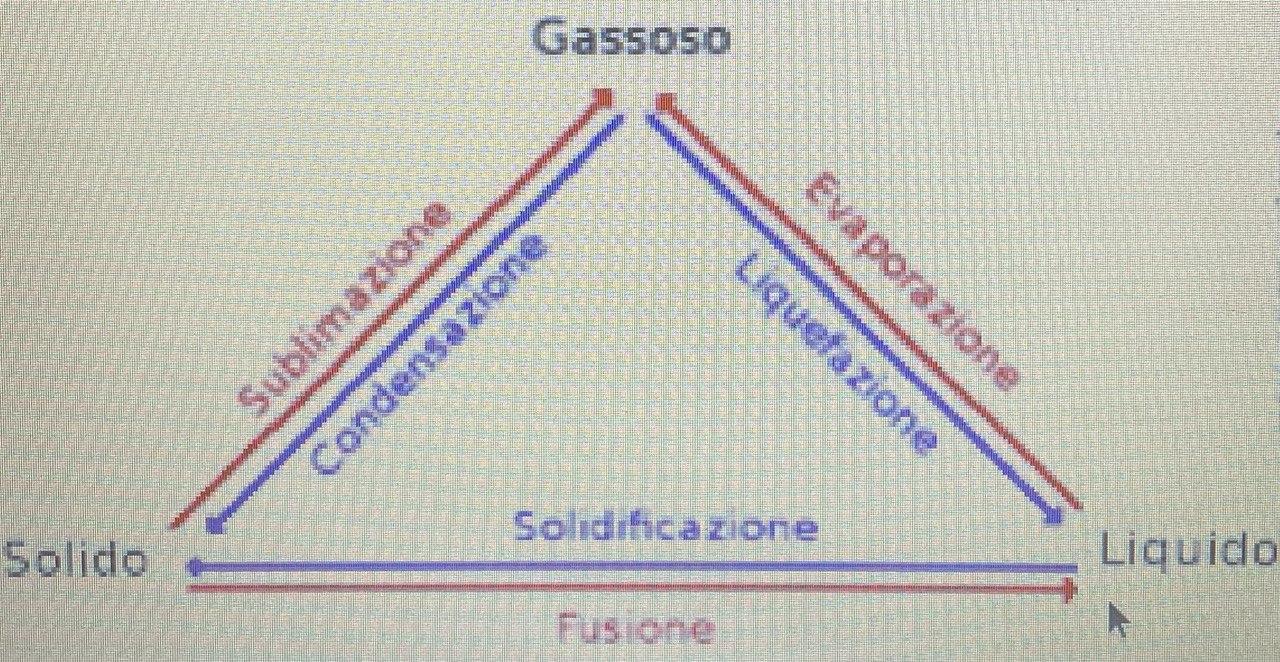 Gassoso
Sublimazione
Condensazione
Evaporazione
Liquefazione
Solidificazione
Solido
Liquido
Fusione